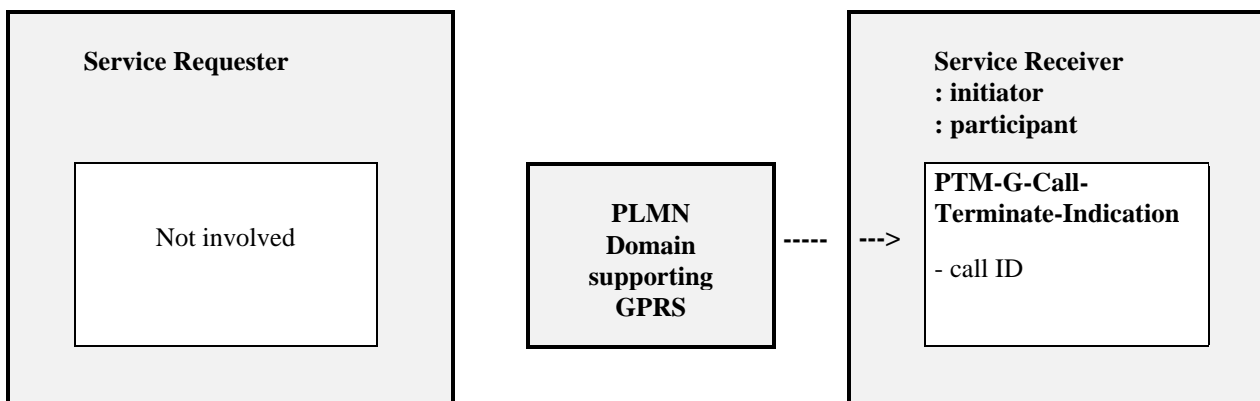 Service Requester
Not involved
PLMN
Domain
supporting
GPRS
----- --->
Service Receiver
: initiator
: participant
PTM-G-Call-
Terminate-Indication
- call ID